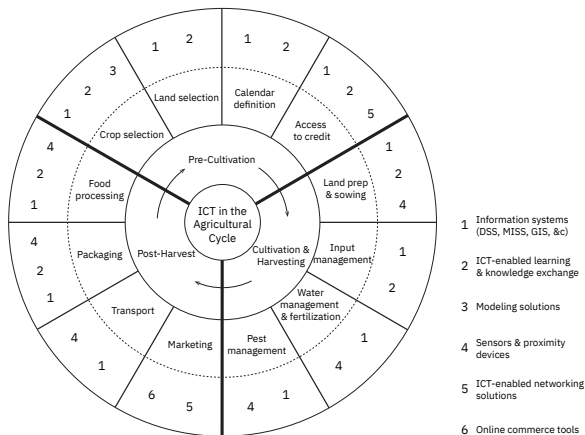 ICT in the
Agricultural
Cycle
Pre-Cultivation
Cultivation &
Harvesting
Post-Harvest
Crop selection
1
2
3
Land selection
1 2
Calendar
definition
1 2
Access
to credit
1
2
5
Land prep
& sowing
1
2
4
Input
management
1
2
Water
management
& fertilization
1
4
Pest
management
4 1
Marketing
6 5
Transport
4
1
Packaging
4
2
1
Food
processing
4
2
1
1 Information systems
(DSS, MISS, GIS, &c)
2 ICT-enabled learning
& knowledge exchange
3 Modeling solutions
4 Sensors & proximity
devices
5 ICT-enabled networking
solutions
6 Online commerce tools